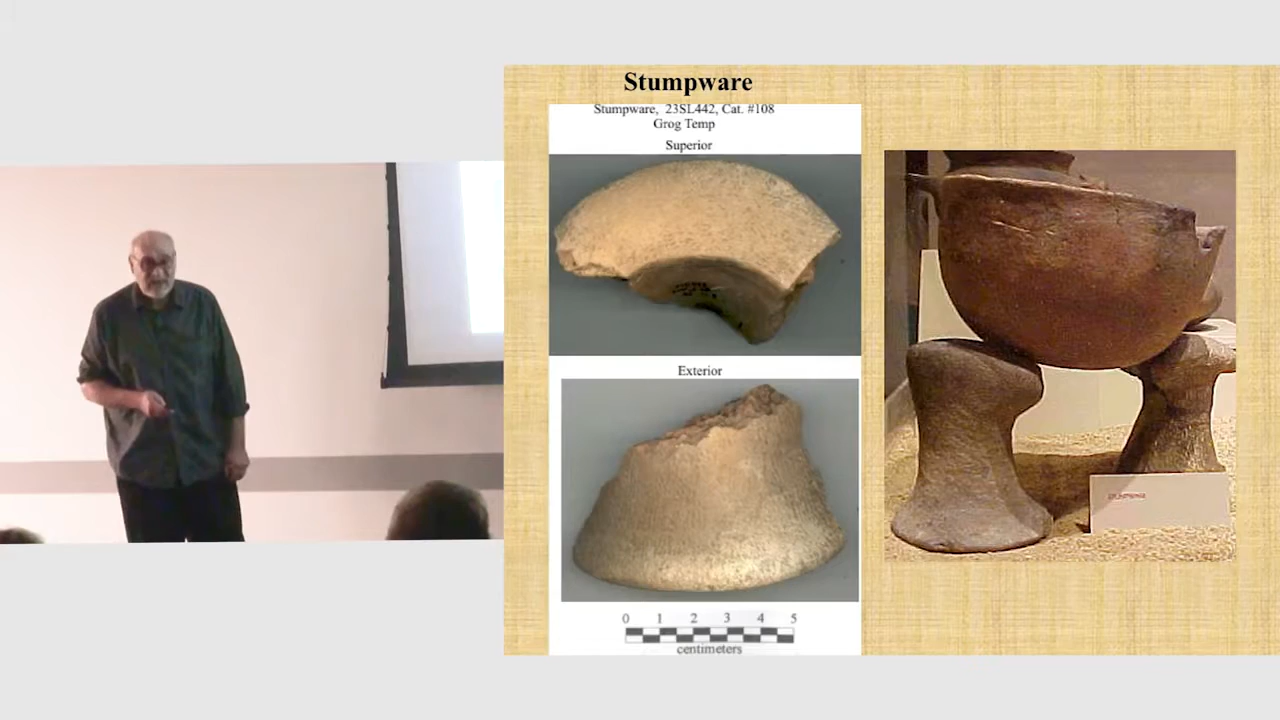 Stumpware
Stumpware, 23SL442, Cat. #108
Grog Temp
Superior
Exterior
0 1 2 3 4 5
centimeters